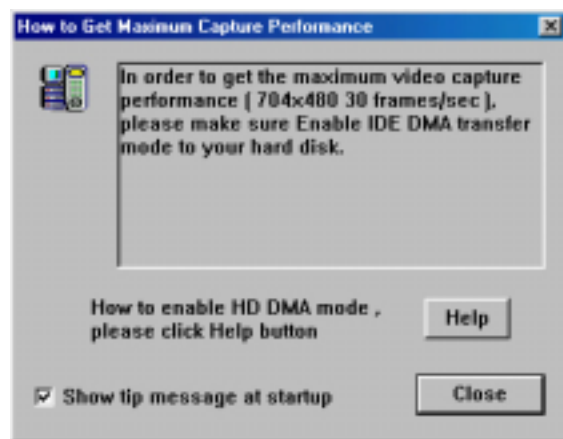 How to Get Maximum Capture Performance
In order to get the maximum video capture
performance ( 704x480 30 frames/sec ),
please make sure Enable IDE DMA transfer
mode to your hard disk.
How to enable HD DMA mode ,
please click Help button
Help
Show tip message at startup
Close